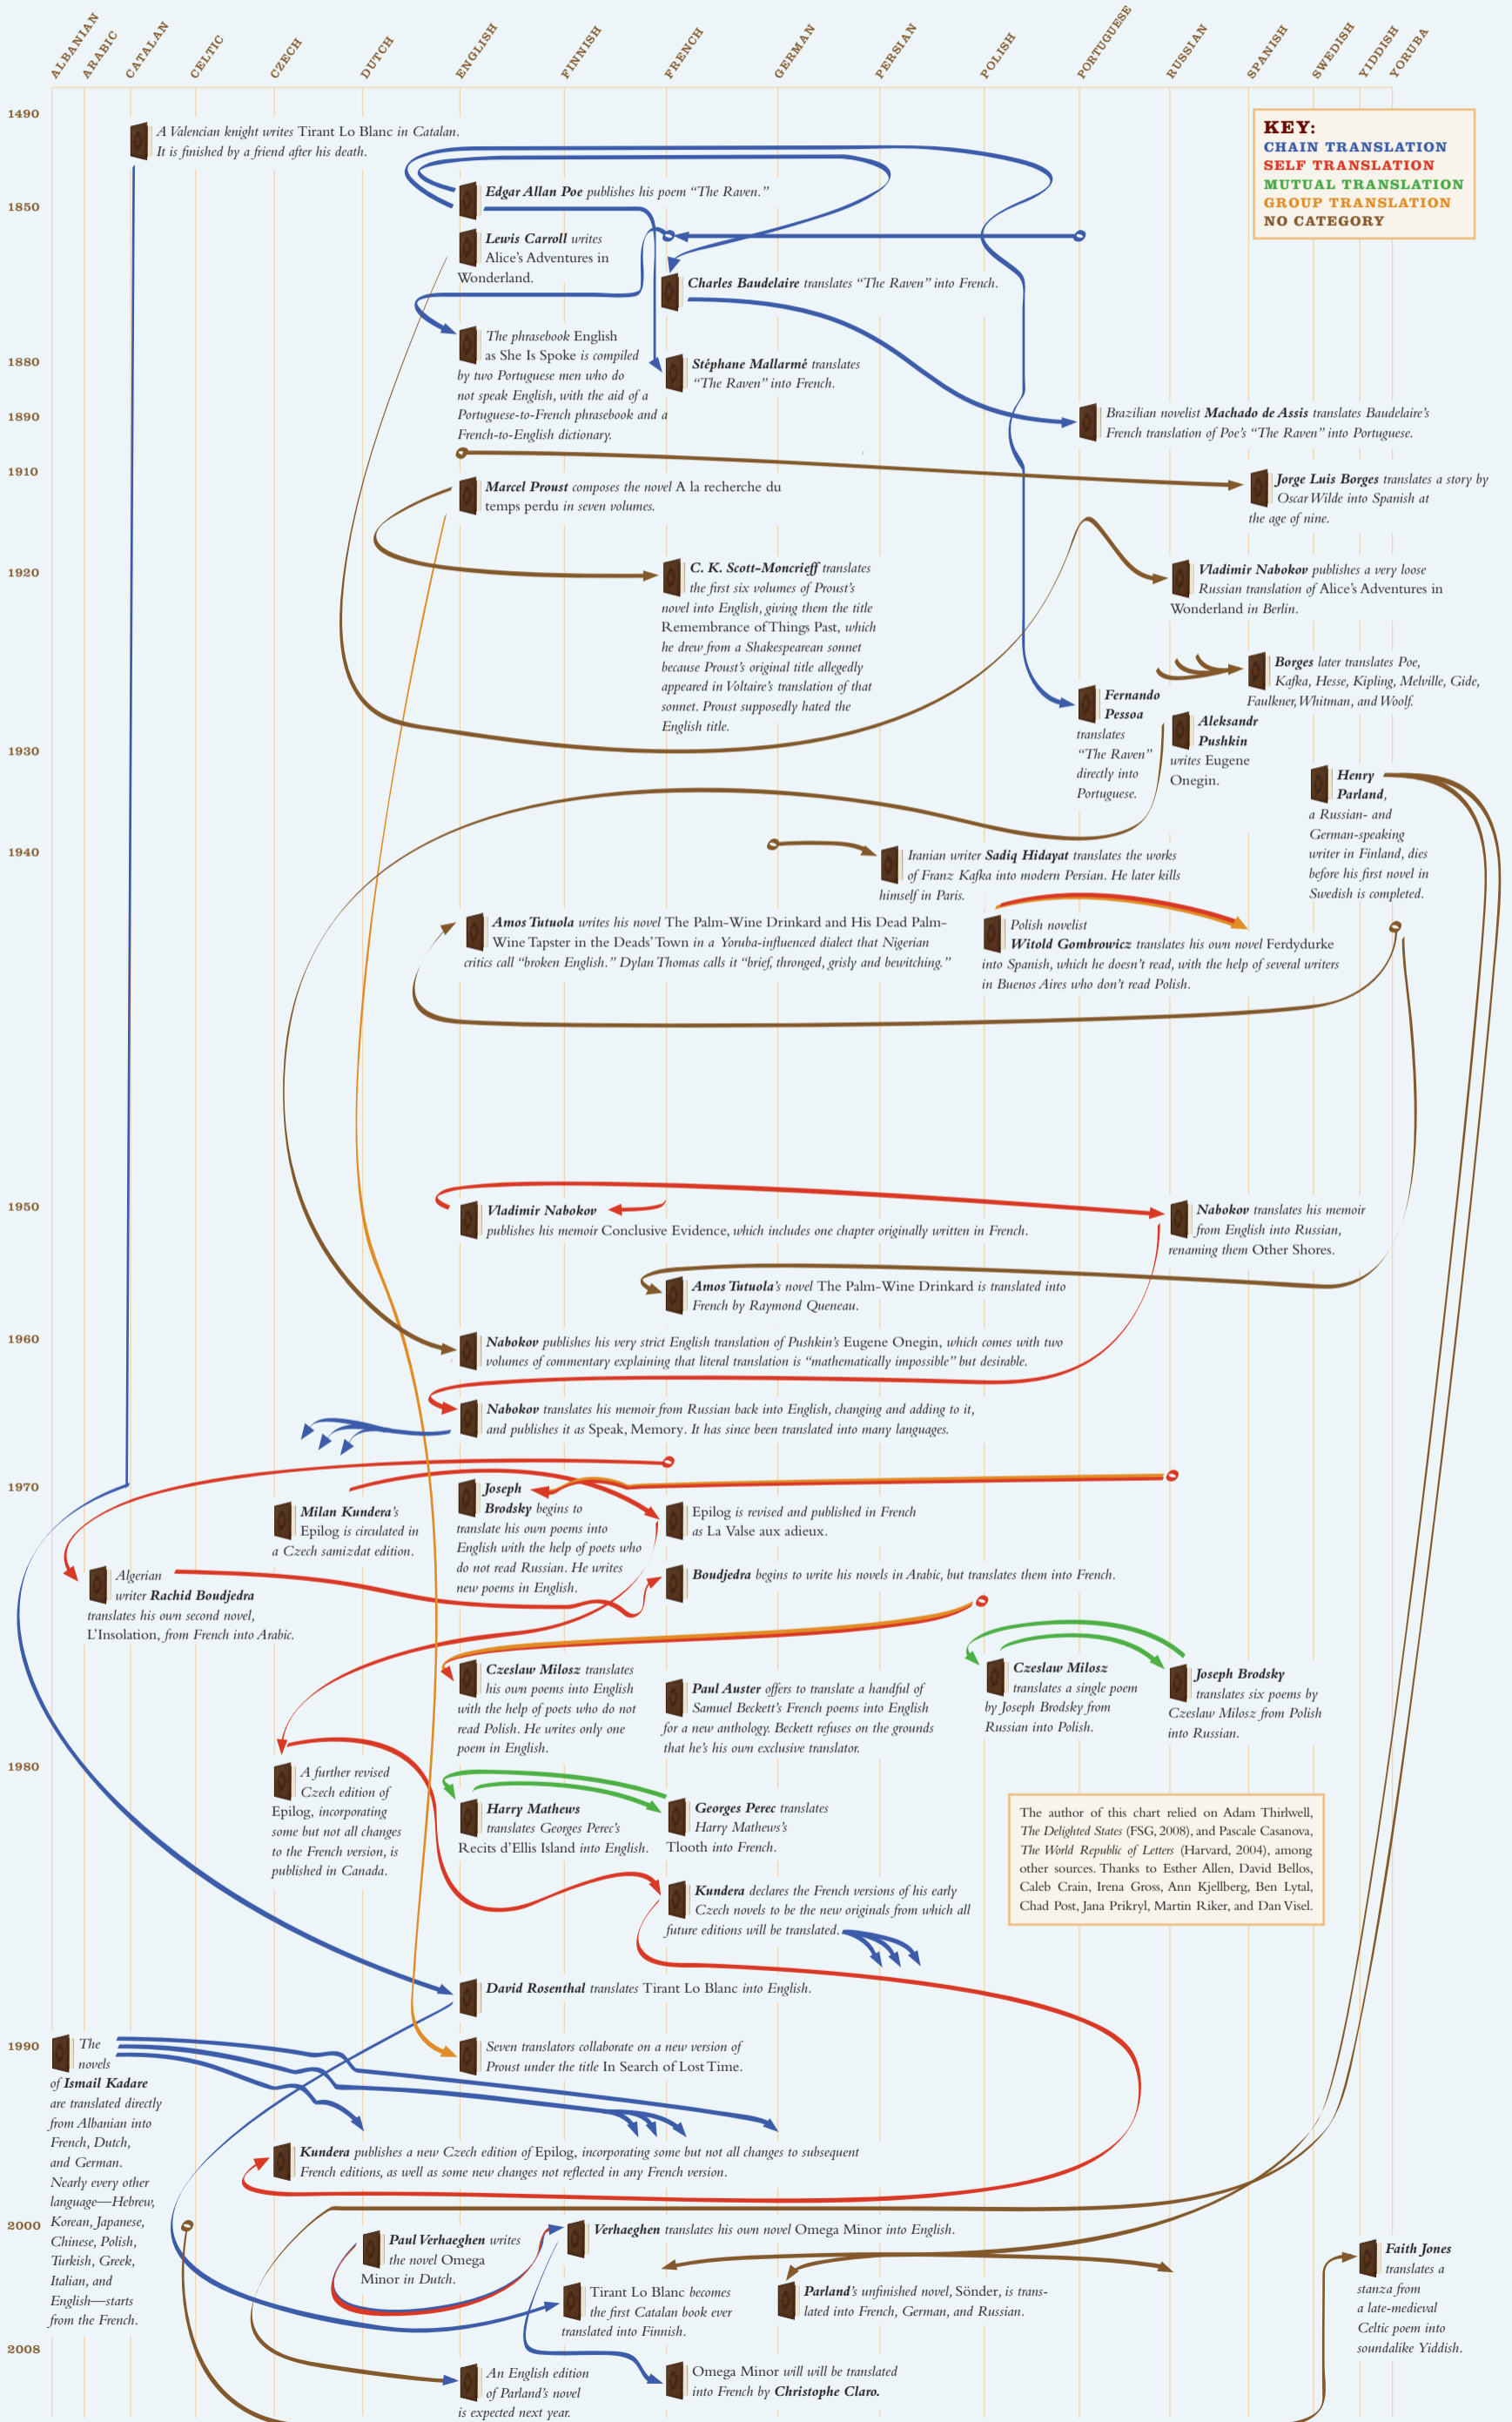 ALBANIAN
ARABIC
CATALAN
CELTIC
CZECH
DUTCH
ENGLISH
FINNISH
FRENCH
GERMAN
PERSIAN
POLISH
PORTUGUESE
RUSSIAN
SPANISH
SWEDISH
YIDDISH
YORUBA
KEY:
CHAIN TRANSLATION
SELF TRANSLATION
MUTUAL TRANSLATION
GROUP TRANSLATION
NO CATEGORY
1490
A Valencian knight writes Tirant Lo Blanc in Catalan.
It is finished by a friend after his death.
Edgar Allan Poe publishes his poem “The Raven.”
1850
Lewis Carroll writes
Alice’s Adventures in
Wonderland.
Charles Baudelaire translates “The Raven” into French.
The phrasebook English
as She Is Spoke is compiled
by two Portuguese men who do
not speak English, with the aid of a
Portuguese-to-French phrasebook and a
French-to-English dictionary.
1880
Stéphane Mallarmé translates
“The Raven” into French.
1890
Brazilian novelist Machado de Assis translates Baudelaire’s
French translation of Poe’s “The Raven” into Portuguese.
1910
Marcel Proust composes the novel A la recherche du
temps perdu in seven volumes.
Jorge Luis Borges translates a story by
Oscar Wilde into Spanish at
the age of nine.
1920
C. K. Scott-Moncrieff translates
the first six volumes of Proust’s
novel into English, giving them the title
Remembrance of Things Past, which
he drew from a Shakespearean sonnet
because Proust’s original title allegedly
appeared in Voltaire’s translation of that
sonnet. Proust supposedly hated the
English title.
Vladimir Nabokov publishes a very loose
Russian translation of Alice’s Adventures in
Wonderland in Berlin.
Borges later translates Poe,
Kafka, Hesse, Kipling, Melville, Gide,
Faulkner, Whitman, and Woolf.
Fernando
Pessoa
translates
“The Raven”
directly into
Portuguese.
Aleksandr
Pushkin
writes Eugene
Onegin.
1930
Henry
Parland,
a Russian- and
German-speaking
writer in Finland, dies
before his first novel in
Swedish is completed.
1940
Iranian writer Sadiq Hidayat translates the works
of Franz Kafka into modern Persian. He later kills
himself in Paris.
Amos Tutuola writes his novel The Palm-Wine Drinkard and His Dead Palm-
Wine Tapster in the Deads’ Town in a Yoruba-influenced dialect that Nigerian
critics call “broken English.” Dylan Thomas calls it “brief, thronged, grisly and bewitching.”
Polish novelist
Witold Gombrowicz translates his own novel Ferdydurke
into Spanish, which he doesn’t read, with the help of several writers
in Buenos Aires who don’t read Polish.
1950
Vladimir Nabokov
publishes his memoir Conclusive Evidence, which includes one chapter originally written in French.
Nabokov translates his memoir
from English into Russian,
renaming them Other Shores.
Amos Tutuola’s novel The Palm-Wine Drinkard is translated into
French by Raymond Queneau.
1960
Nabokov publishes his very strict English translation of Pushkin’s Eugene Onegin, which comes with two
volumes of commentary explaining that literal translation is “mathematically impossible” but desirable.
Nabokov translates his memoir from Russian back into English, changing and adding to it,
and publishes it as Speak, Memory. It has since been translated into many languages.
1970
Milan Kundera’s
Epilog is circulated in
a Czech samizdat edition.
Joseph
Brodsky begins to
translate his own poems into
English with the help of poets who
do not read Russian. He writes
new poems in English.
Epilog is revised and published in French
as La Valse aux adieux.
Algerian
writer Rachid Boudjedra
translates his own second novel,
L’Insolation, from French into Arabic.
Boudjedra begins to write his novels in Arabic, but translates them into French.
Czeslaw Milosz translates
his own poems into English
with the help of poets who do not
read Polish. He writes only one
poem in English.
Paul Auster offers to translate a handful of
Samuel Beckett’s French poems into English
for a new anthology. Beckett refuses on the grounds
that he’s his own exclusive translator.
Czeslaw Milosz
translates a single poem
by Joseph Brodsky from
Russian into Polish.
Joseph Brodsky
translates six poems by
Czeslaw Milosz from Polish
into Russian.
1980
A further revised
Czech edition of
Epilog, incorporating
some but not all changes
to the French version, is
published in Canada.
Harry Mathews
translates Georges Perec’s
Recits d’Ellis Island into English.
Georges Perec translates
Harry Mathews’s
Tlooth into French.
The author of this chart relied on Adam Thirlwell,
The Delighted States (FSG, 2008), and Pascale Casanova,
The World Republic of Letters (Harvard, 2004), among
other sources. Thanks to Esther Allen, David Bellos,
Caleb Crain, Irena Gross, Ann Kjellberg, Ben Lytal,
Chad Post, Jana Prikryl, Martin Riker, and Dan Visel.
Kundera declares the French versions of his early
Czech novels to be the new originals from which all
future editions will be translated.
David Rosenthal translates Tirant Lo Blanc into English.
1990
The
novels
of Ismail Kadare
are translated directly
from Albanian into
French, Dutch,
and German.
Nearly every other
language—Hebrew,
Korean, Japanese,
Chinese, Polish,
Turkish, Greek,
Italian, and
English—starts
from the French.
Seven translators collaborate on a new version of
Proust under the title In Search of Lost Time.
Kundera publishes a new Czech edition of Epilog, incorporating some but not all changes to subsequent
French editions, as well as some new changes not reflected in any French version.
2000
Paul Verhaeghen writes
the novel Omega
Minor in Dutch.
Verhaeghen translates his own novel Omega Minor into English.
Tirant Lo Blanc becomes
the first Catalan book ever
translated into Finnish.
Parland’s unfinished novel, Sönder, is trans-
lated into French, German, and Russian.
Faith Jones
translates a
stanza from
a late-medieval
Celtic poem into
soundalike Yiddish.
2008
An English edition
of Parland’s novel
is expected next year.
Omega Minor will will be translated
into French by Christophe Claro.